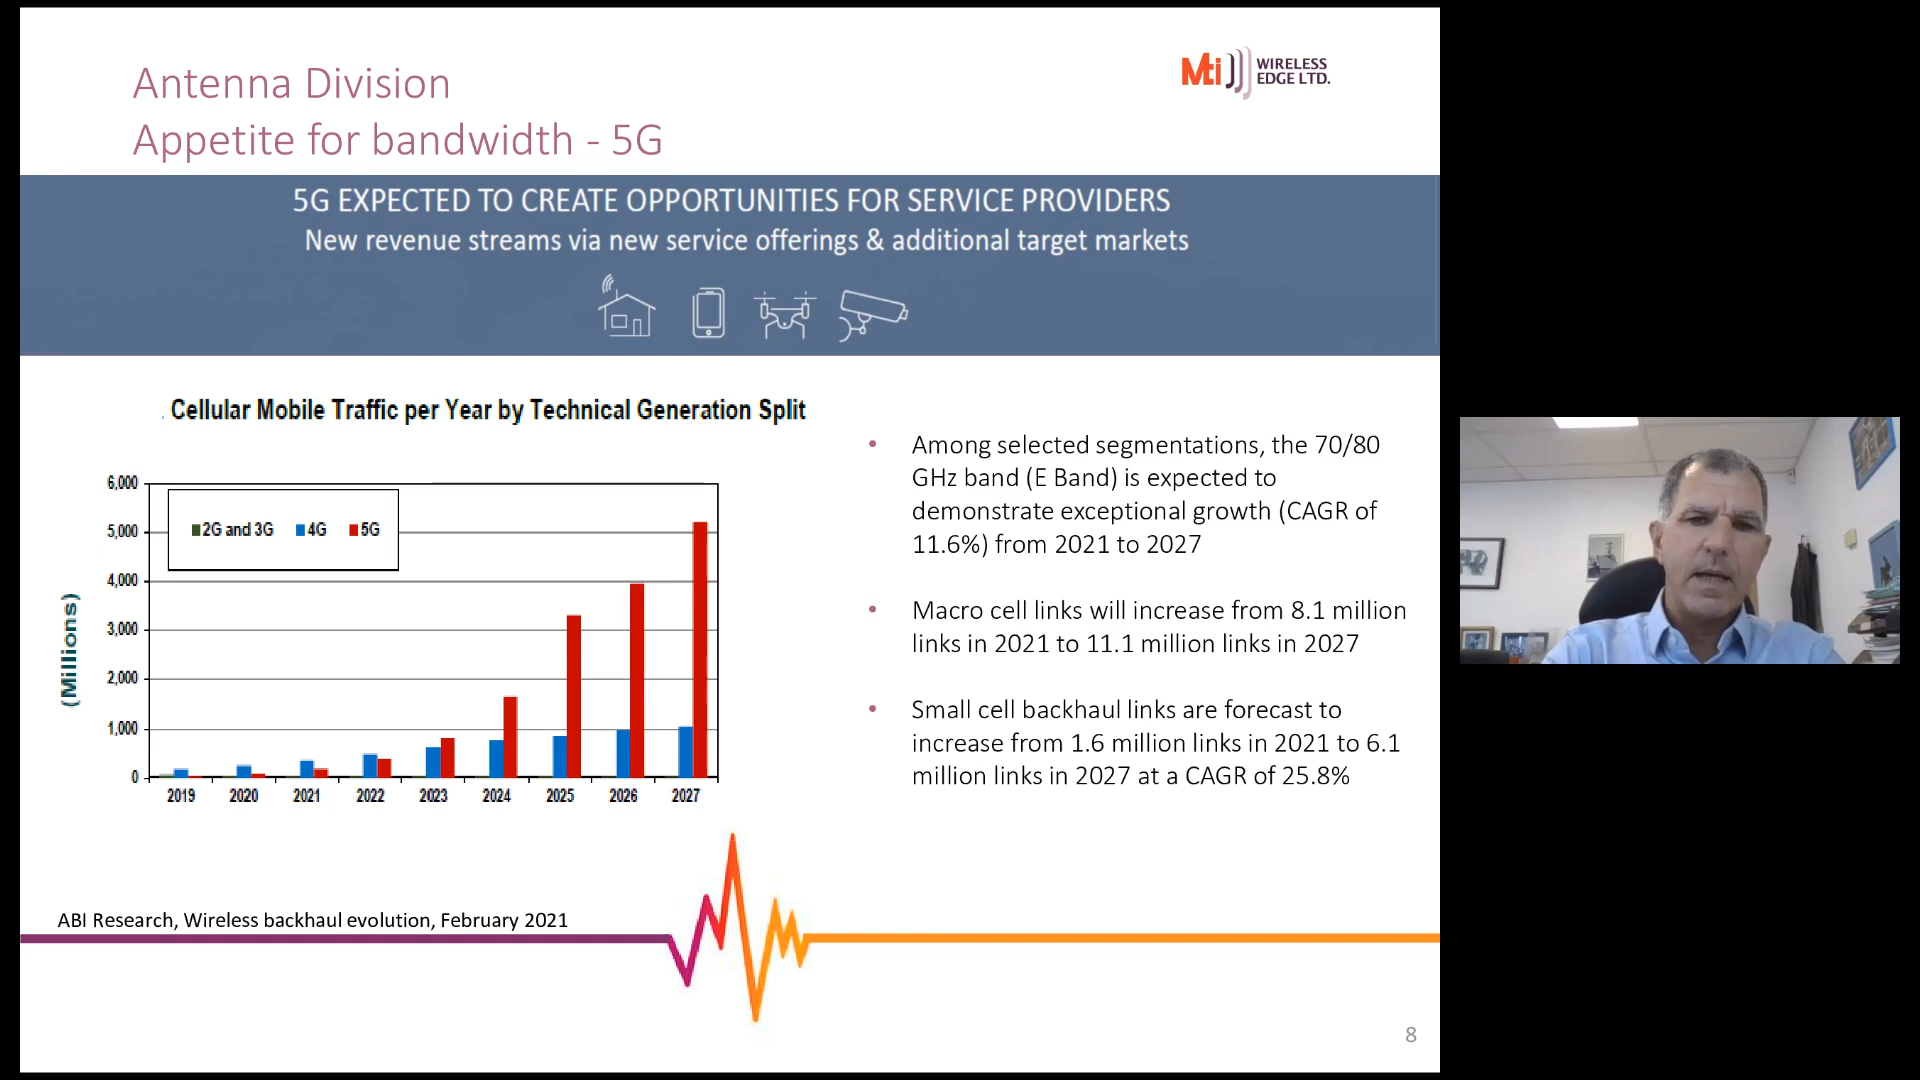 Antenna Division
Appetite for bandwidth - 5G
Mti WIRELESS
EDGE LTD.
5G EXPECTED TO CREATE OPPORTUNITIES FOR SERVICE PROVIDERS
New revenue streams via new service offerings & additional target markets
. Cellular Mobile Traffic per Year by Technical Generation Split
(Millions)
6,000
5,000
4,000
3,000
2,000
1,000
0
2G and 3G 4G 5G
2019 2020 2021 2022 2023 2024 2025 2026 2027
• Among selected segmentations, the 70/80
GHz band (E Band) is expected to
demonstrate exceptional growth (CAGR of
11.6%) from 2021 to 2027
• Macro cell links will increase from 8.1 million
links in 2021 to 11.1 million links in 2027
• Small cell backhaul links are forecast to
increase from 1.6 million links in 2021 to 6.1
million links in 2027 at a CAGR of 25.8%
ABI Research, Wireless backhaul evolution, February 2021
8